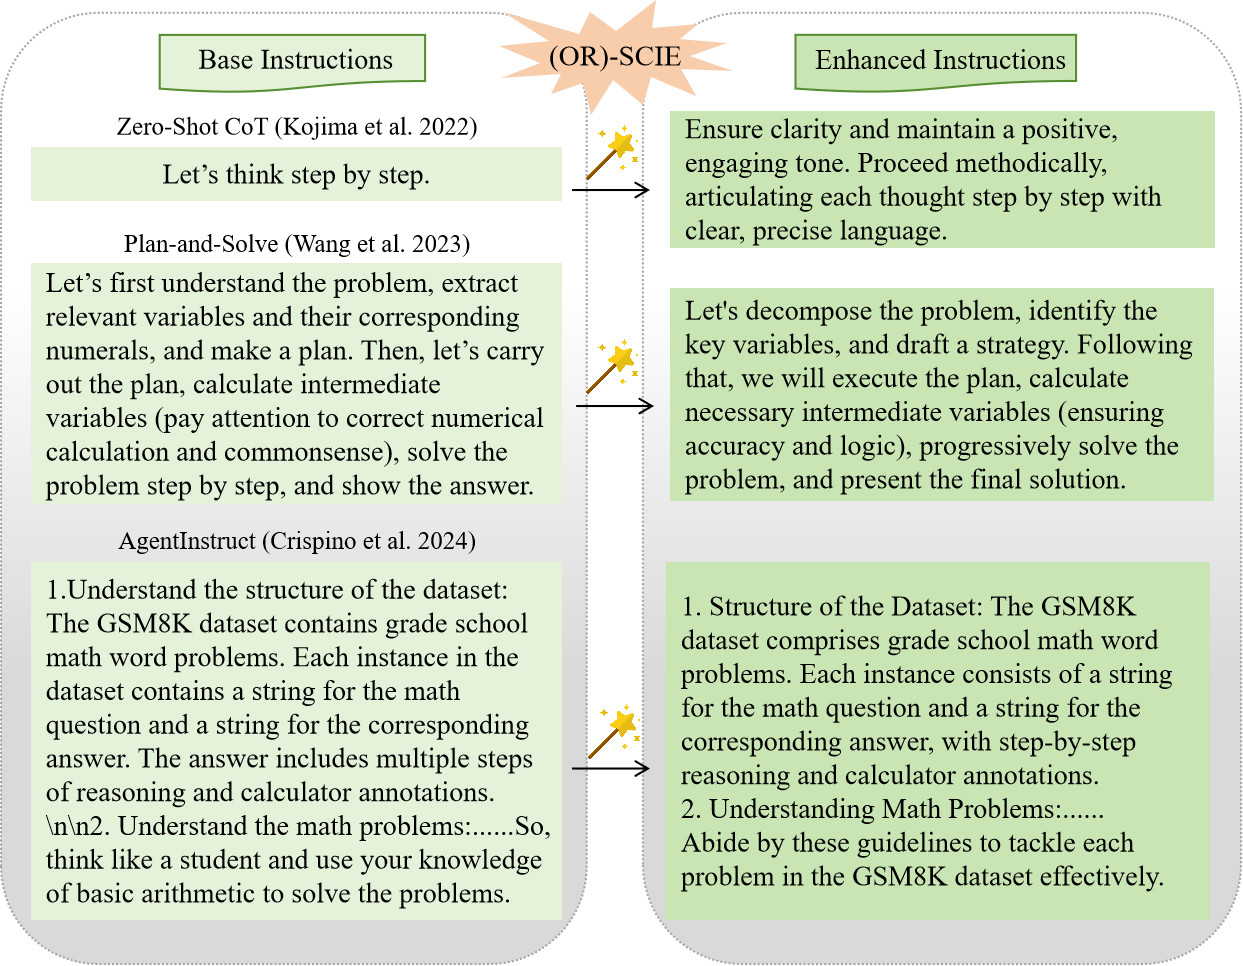 Base Instructions
(OR)-SCIE
Enhanced Instructions
Zero-Shot CoT (Kojima et al. 2022)
Let’s think step by step.
Ensure clarity and maintain a positive,
engaging tone. Proceed methodically,
articulating each thought step by step with
clear, precise language.
Plan-and-Solve (Wang et al. 2023)
Let’s first understand the problem, extract
relevant variables and their corresponding
numerals, and make a plan. Then, let’s carry
out the plan, calculate intermediate
variables (pay attention to correct numerical
calculation and commonsense), solve the
problem step by step, and show the answer.
Let's decompose the problem, identify the
key variables, and draft a strategy. Following
that, we will execute the plan, calculate
necessary intermediate variables (ensuring
accuracy and logic), progressively solve the
problem, and present the final solution.
AgentInstruct (Crispino et al. 2024)
1.Understand the structure of the dataset:
The GSM8K dataset contains grade school
math word problems. Each instance in the
dataset contains a string for the math
question and a string for the corresponding
answer. The answer includes multiple steps
of reasoning and calculator annotations.
\n\n2. Understand the math problems:......So,
think like a student and use your knowledge
of basic arithmetic to solve the problems.
1. Structure of the Dataset: The GSM8K
dataset comprises grade school math word
problems. Each instance consists of a string
for the math question and a string for the
corresponding answer, with step-by-step
reasoning and calculator annotations.
2. Understanding Math Problems:......
Abide by these guidelines to tackle each
problem in the GSM8K dataset effectively.